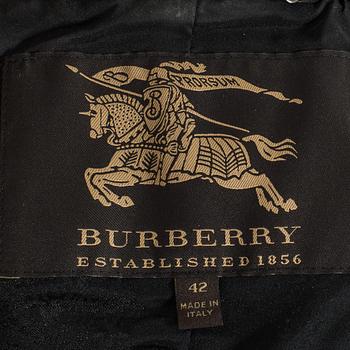 PRORSUM
B
B
BURBERRY
ESTABLISHED 1856
42
MADE IN
ITALY